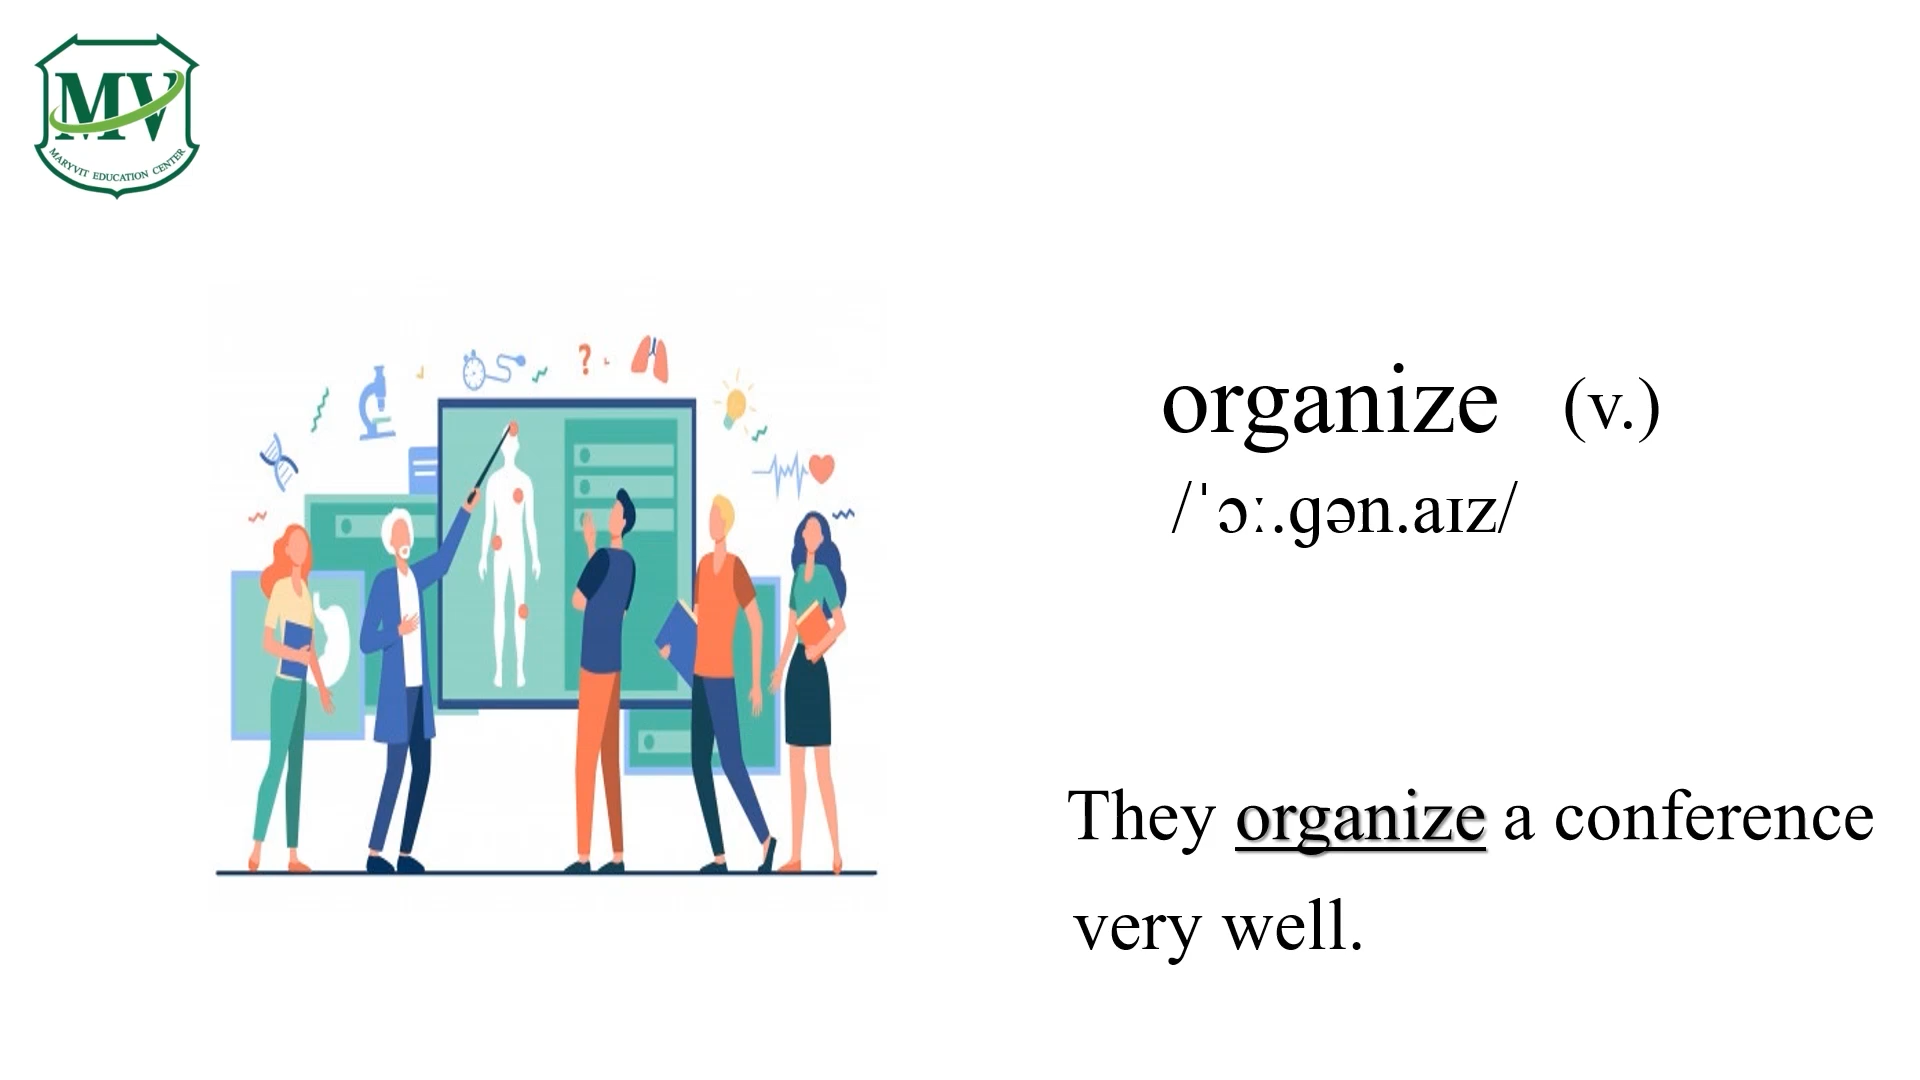 MV
MARYVIT EDUCATION CENTER
?
organize (v.)
/ˈɔː.ɡən.aɪz/
They organize a conference
very well.